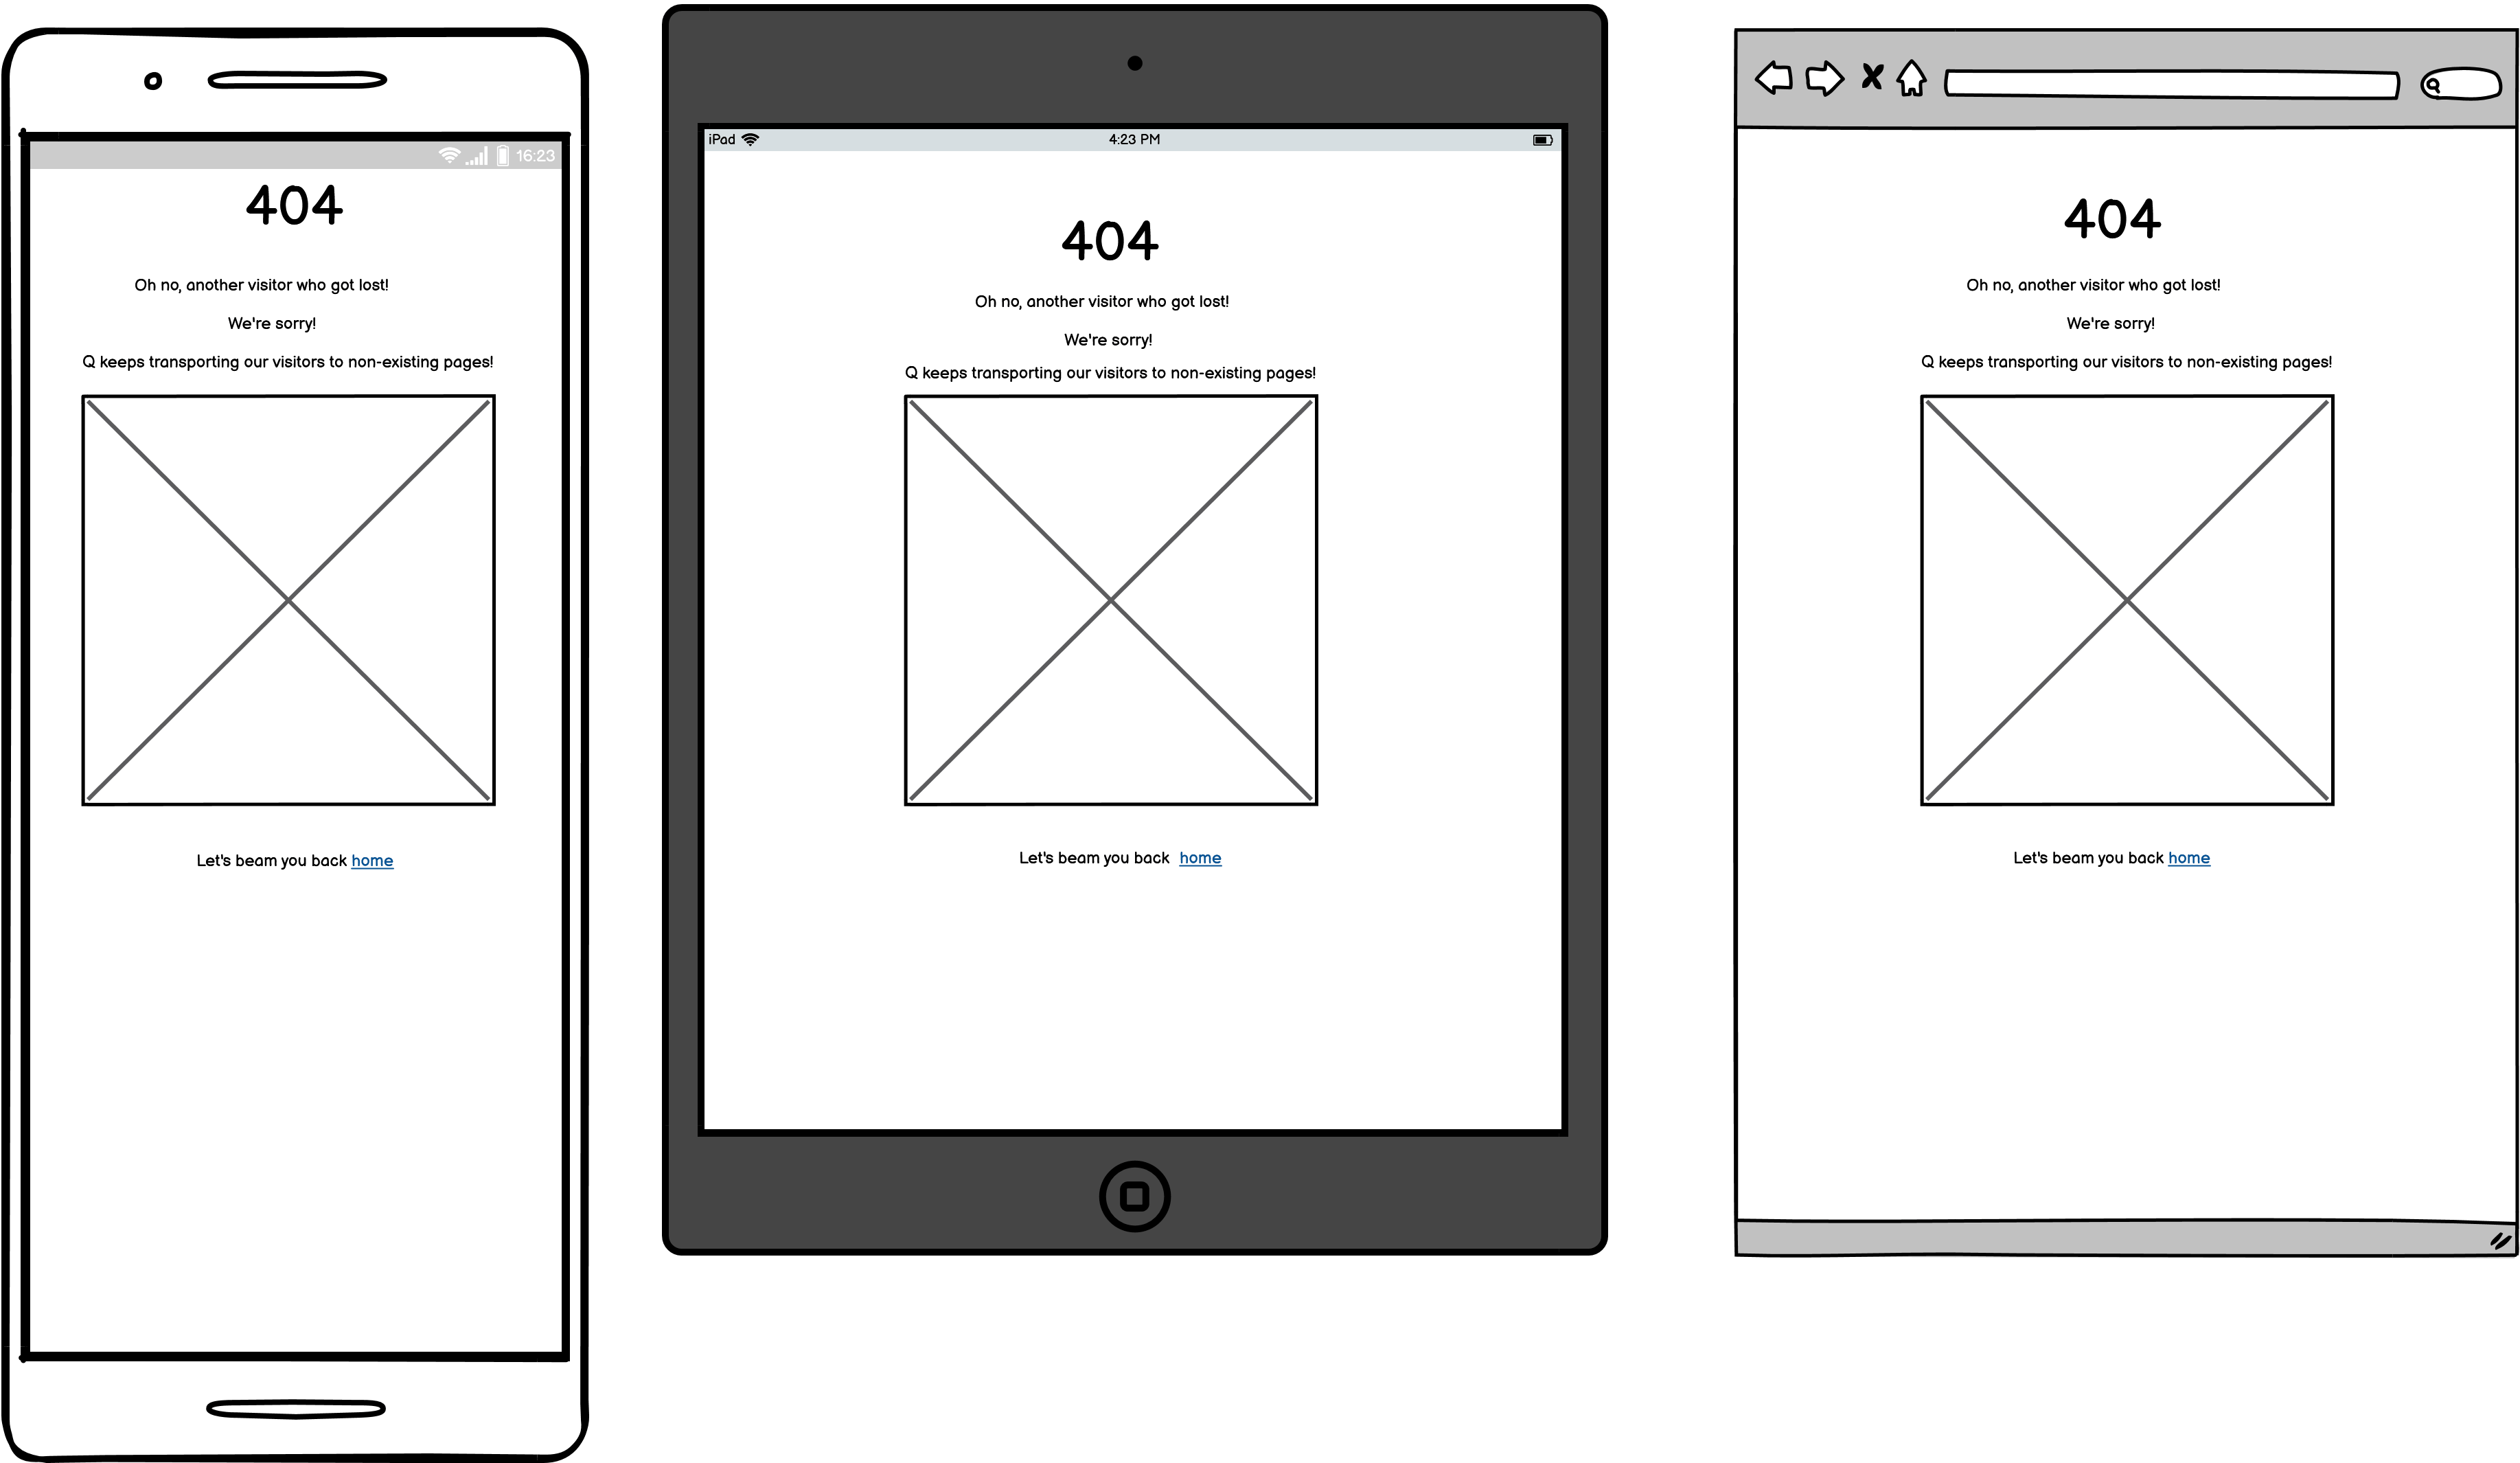 16:23
404
Oh no, another visitor who got lost!
We're sorry!
Q keeps transporting our visitors to non-existing pages!
Let's beam you back home
iPad 4:23 PM
404
Oh no, another visitor who got lost!
We're sorry!
Q keeps transporting our visitors to non-existing pages!
Let's beam you back home
404
Oh no, another visitor who got lost!
We're sorry!
Q keeps transporting our visitors to non-existing pages!
Let's beam you back home